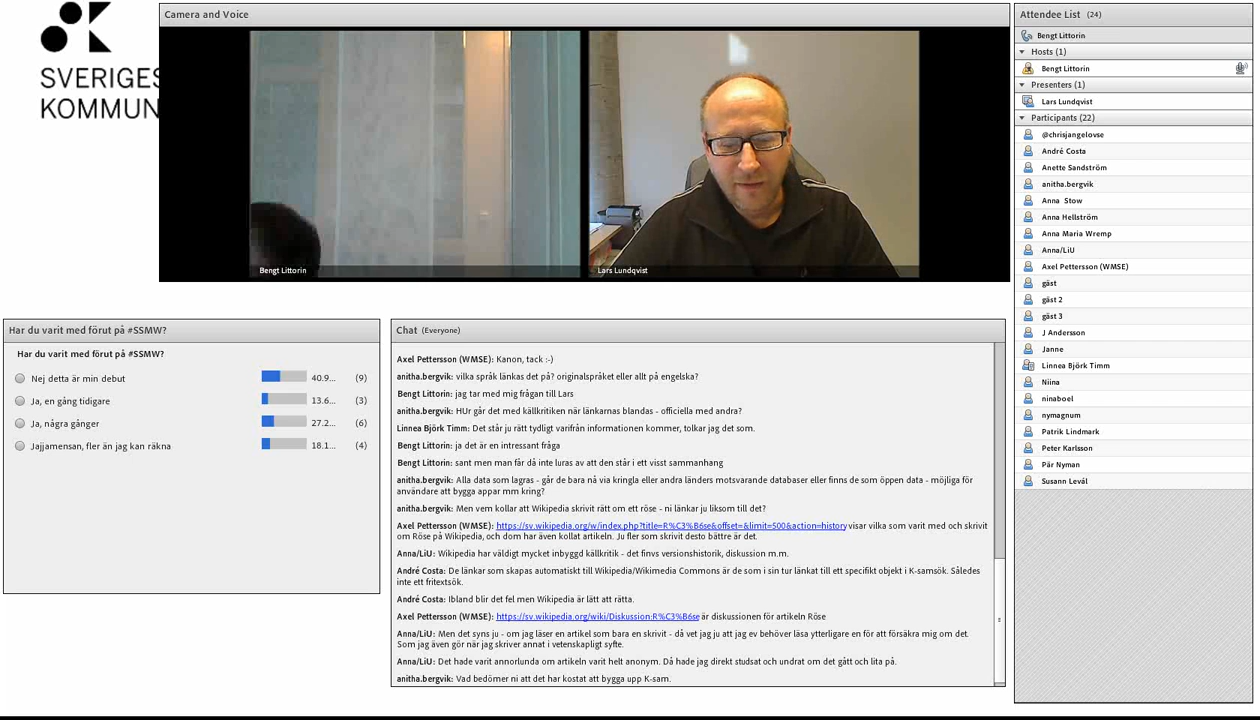 SVERIGES
KOMMUN
Camera and Voice
Bengt Littorin
Lars Lundqvist
Attendee List (24)
Bengt Littorin
Hosts (1)
Bengt Littorin
Presenters (1)
Lars Lundqvist
Participants (22)
@chrisjangelovse
André Costa
Anette Sandström
anitha.bergvik
Anna Stow
Anna Hellström
Anna Maria Wremp
Anna/LiU
Axel Pettersson (WMSE)
gäst
gäst 2
gäst 3
J Andersson
Janne
Linnea Björk Timm
Niina
ninaboel
nymagnum
Patrik Lindmark
Peter Karlsson
Pär Nyman
Susann Levál
Har du varit med förut på #SSMW?
Har du varit med förut på #SSMW?
Nej detta är min debut 40.9... (9)
Ja, en gång tidigare 13.6... (3)
Ja, några gånger 27.2... (6)
Jajjamensan, fler än jag kan räkna 18.1... (4)
Chat (Everyone)
Axel Pettersson (WMSE): Kanon, tack :-)
anitha.bergvik: vilka språk länkas det på? originalspråket eller allt på engelska?
Bengt Littorin: jag tar med mig frågan till Lars
anitha.bergvik: HUr går det med källkritiken när länkarnas blandas - officiella med andra?
Linnea Björk Timm: Det står ju rätt tydligt varifrån informationen kommer, tolkar jag det som.
Bengt Littorin: ja det är en intressant fråga
Bengt Littorin: sant men man får då inte luras av att den står i ett visst sammanhang
anitha.bergvik: Alla data som lagras - går de bara nå via kringla eller andra länders motsvarande databaser eller finns de som öppen data - möjliga för
användare att bygga appar mm kring?
anitha.bergvik: Men vem kollar att Wikipedia skrivit rätt om ett röse - ni länkar ju liksom till det?
Axel Pettersson (WMSE): https://sv.wikipedia.org/w/index.php?title=R%C3%B6se&offset=&limit=500&action=history visar vilka som varit med och skrivit
om Röse på Wikipedia, och dom har även kollat artikeln. Ju fler som skrivit desto bättre är det.
Anna/LiU: Wikipedia har väldigt mycket inbyggd källkritik - det finvs versionshistorik, diskussion m.m.
André Costa: De länkar som skapas automatiskt till Wikipedia/Wikimedia Commons är de som i sin tur länkat till ett specifikt objekt i K-samsök. Således
inte ett fritextsök.
André Costa: Ibland blir det fel men Wikipedia är lätt att rätta.
Axel Pettersson (WMSE): https://sv.wikipedia.org/wiki/Diskussion:R%C3%B6se är diskussionen för artikeln Röse
Anna/LiU: Men det syns ju - om jag läser en artikel som bara en skrivit - då vet jag ju att jag ev behöver läsa ytterligare en för att försäkra mig om det.
Som jag även gör när jag skriver annat i vetenskapligt syfte.
Anna/LiU: Det hade varit annorlunda om artikeln varit helt anonym. Då hade jag direkt studsat och undrat om det gått och lita på.
anitha.bergvik: Vad bedömer ni att det har kostat att bygga upp K-sam.